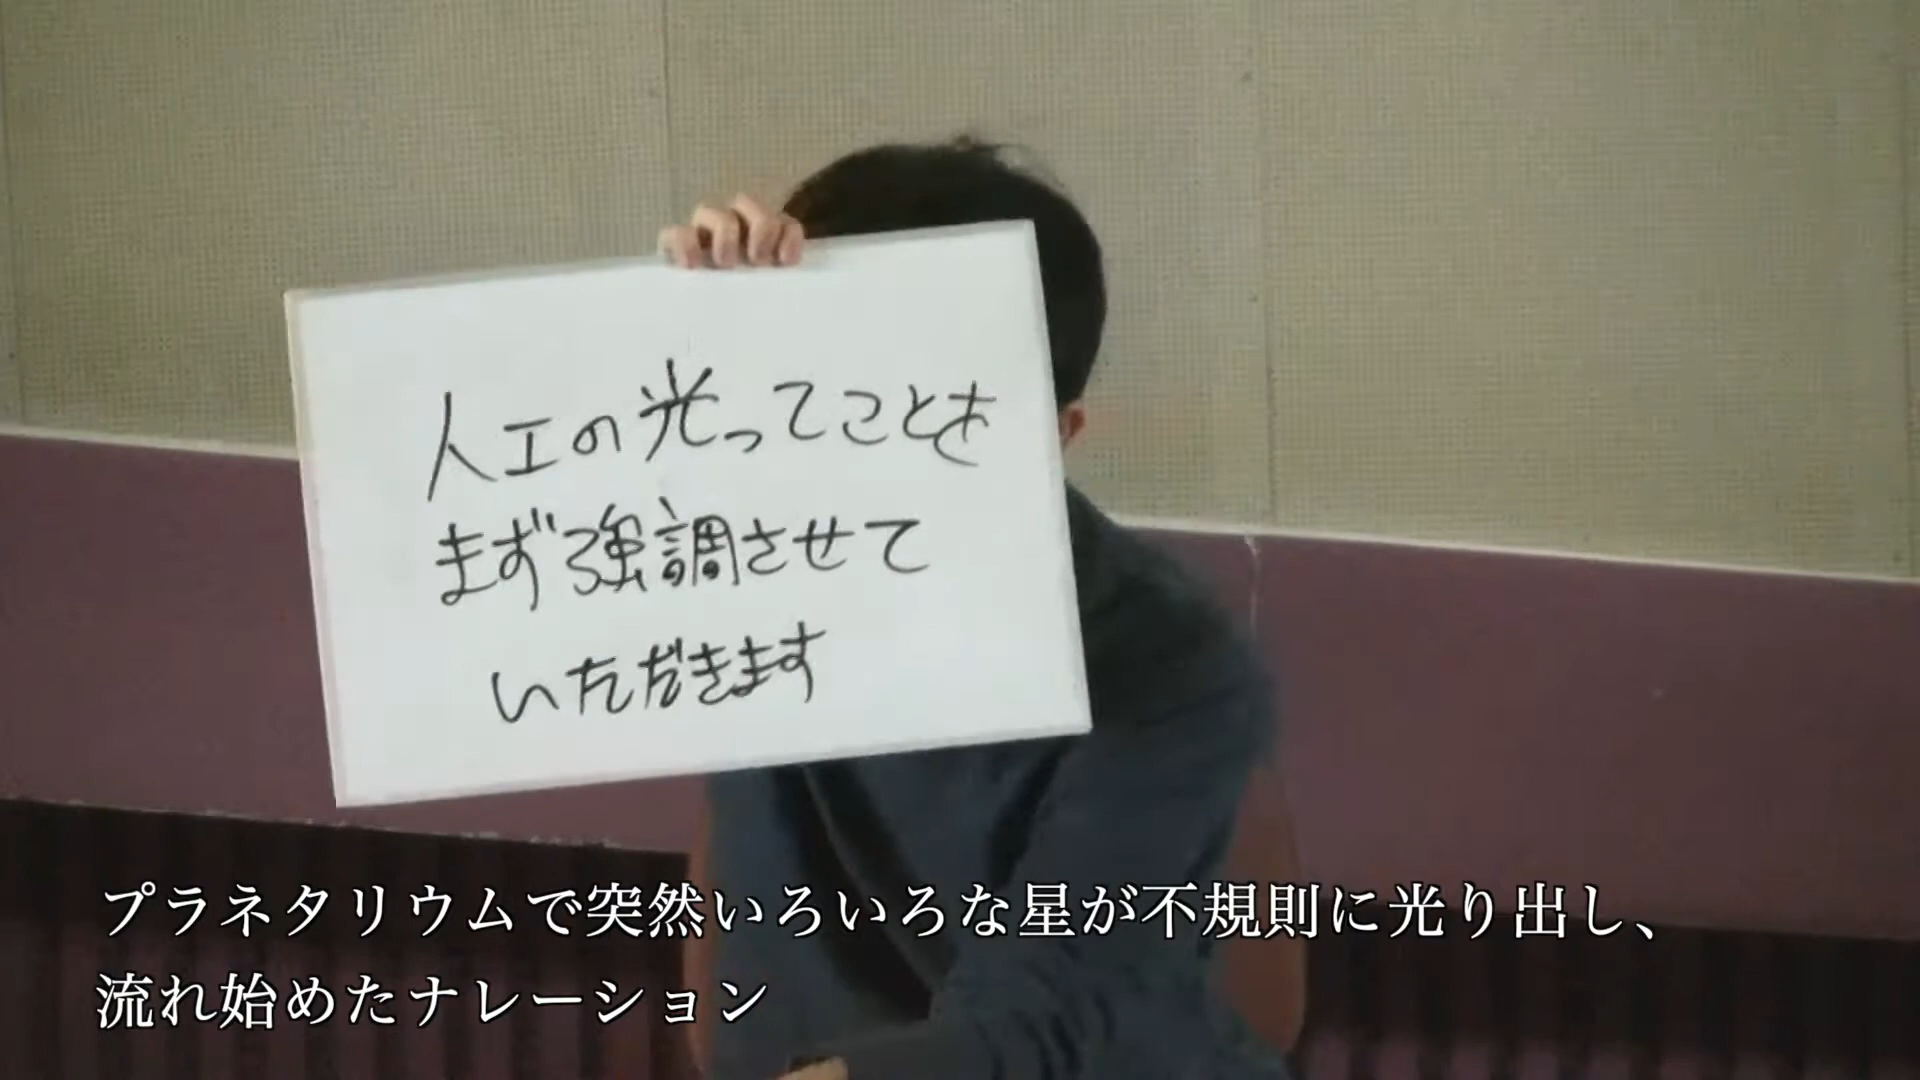 人工の光ってことを
まず強調させて
いただきます
プラネタリウムで突然いろいろな星が不規則に光り出し、
流れ始めたナレーション